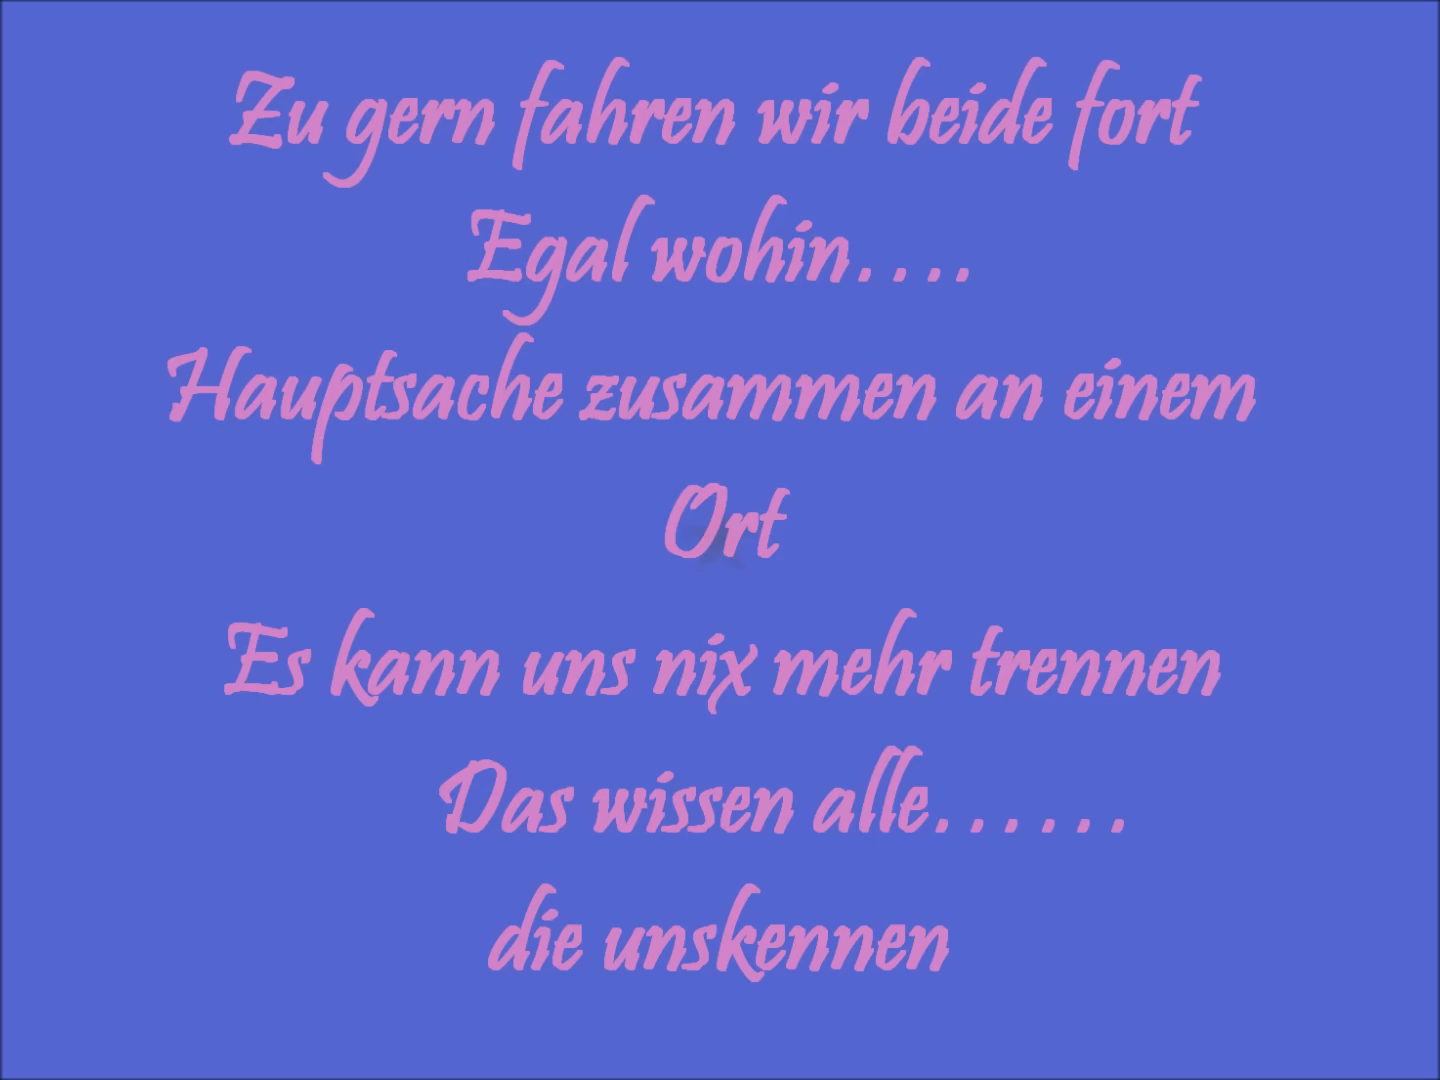 Zu gern fahren wir beide fort
Egal wohin....
Hauptsache zusammen an einem
Ort
Es kann uns nix mehr trennen
Das wissen alle......
die unskennen